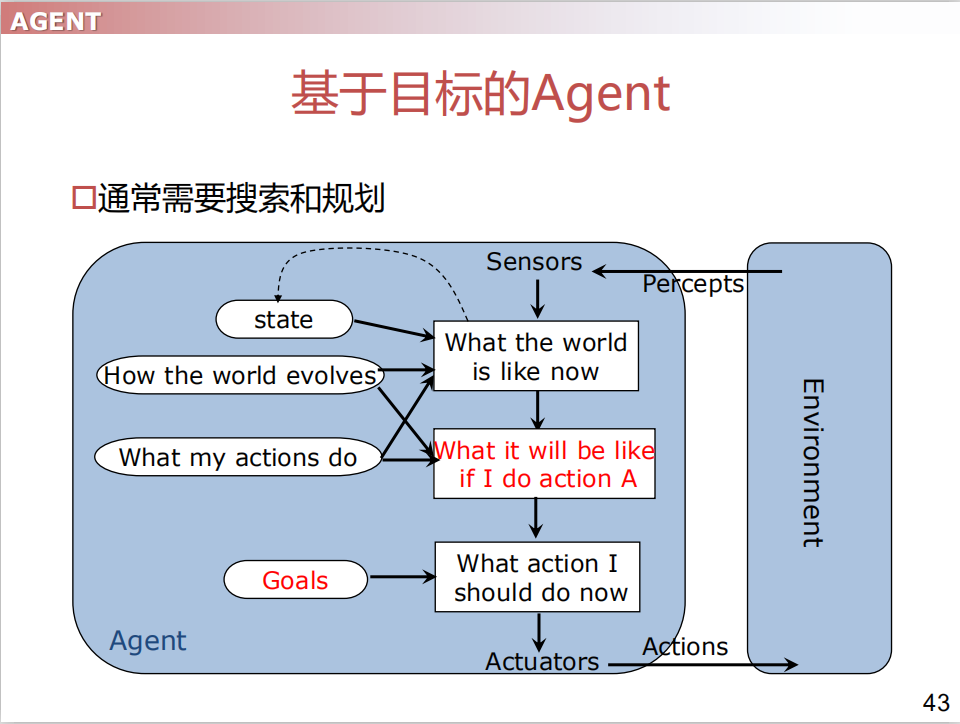 AGENT
基于目标的Agent
通常需要搜索和规划
Sensors
Percepts
state
What the world
is like now
How the world evolves
What my actions do
What it will be like
if I do action A
Environment
Goals
What action I
should do now
Agent
Actuators
Actions
43